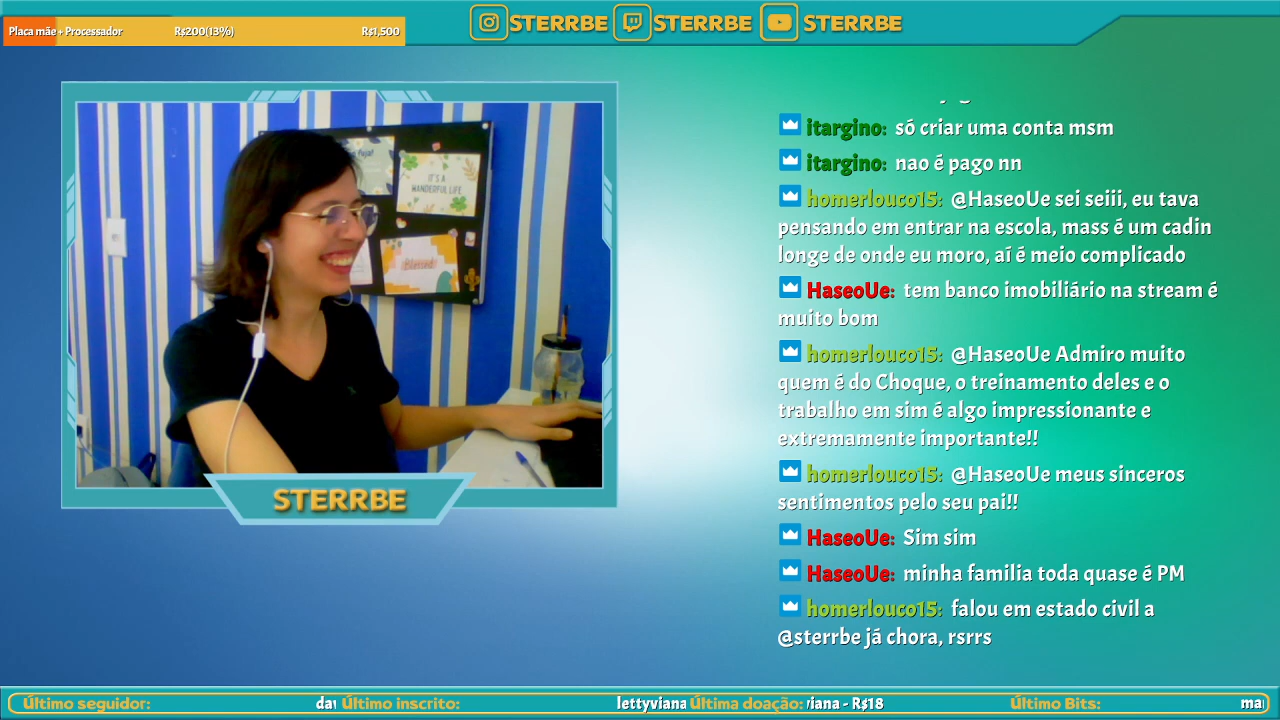 Placa mãe + Processador R$200(13%) R$1,500
STERRBE STERRBE STERRBE
IT'S A
WANDERFUL LIFE
Blessed!
STERRBE
itargino: só criar uma conta msm
itargino: nao é pago nn
homerlouco15: @HaseoUe sei seiii, eu tava
pensando em entrar na escola, mass é um cadin
longe de onde eu moro, aí é meio complicado
HaseoUe: tem banco imobiliário na stream é
muito bom
homerlouco15: @HaseoUe Admiro muito
quem é do Choque, o treinamento deles e o
trabalho em sim é algo impressionante e
extremamente importante!!
homerlouco15: @HaseoUe meus sinceros
sentimentos pelo seu pai!!
HaseoUe: Sim sim
HaseoUe: minha familia toda quase é PM
homerlouco15: falou em estado civil a
@sterrbe já chora, rsrrs
Último seguidor: Último inscrito: lettyviana Última doação: viana - R$18 Último Bits: